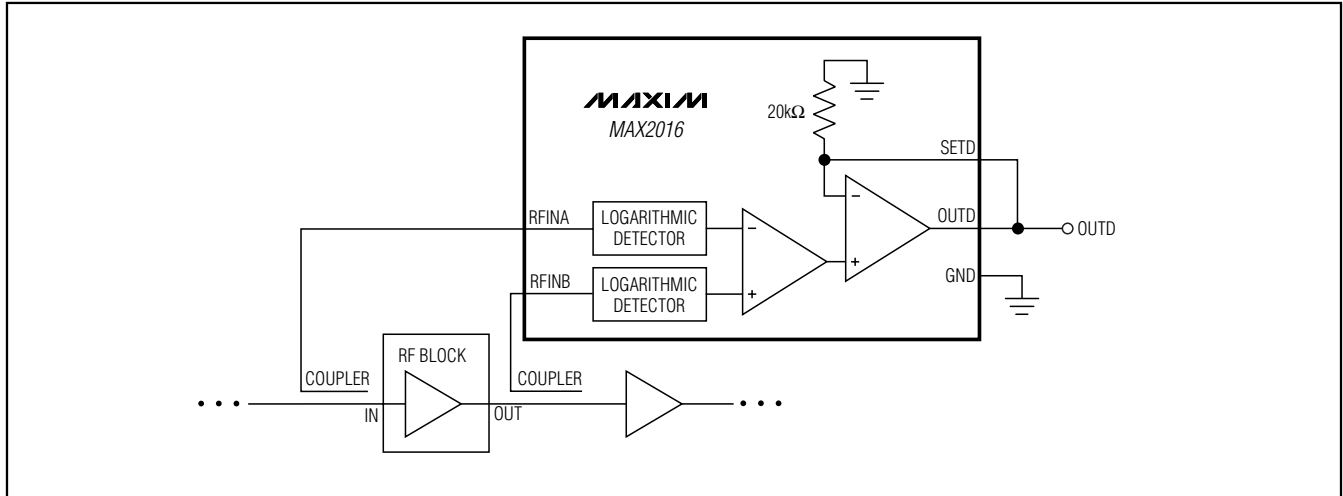 MAXIM
MAX2016
20kΩ
SETD
RFINA
LOGARITHMIC
DETECTOR
−
+
−
+
OUTD
OUTD
RFINB
LOGARITHMIC
DETECTOR
GND
RF BLOCK
COUPLER
COUPLER
IN
OUT